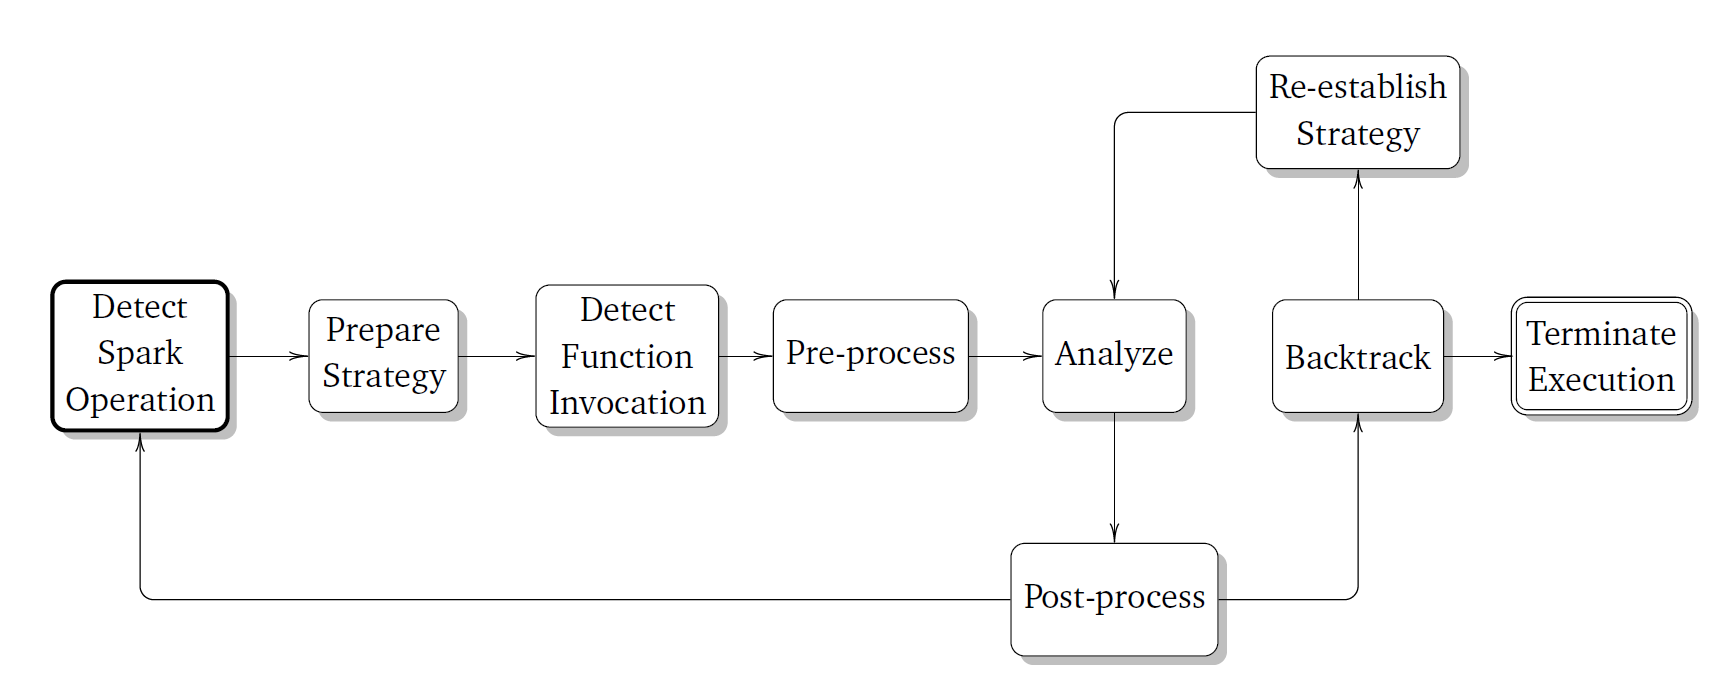 Re-establish
Strategy
Detect
Spark
Operation
Prepare
Strategy
Detect
Function
Invocation
Pre-process
Analyze
Backtrack
Terminate
Execution
Post-process